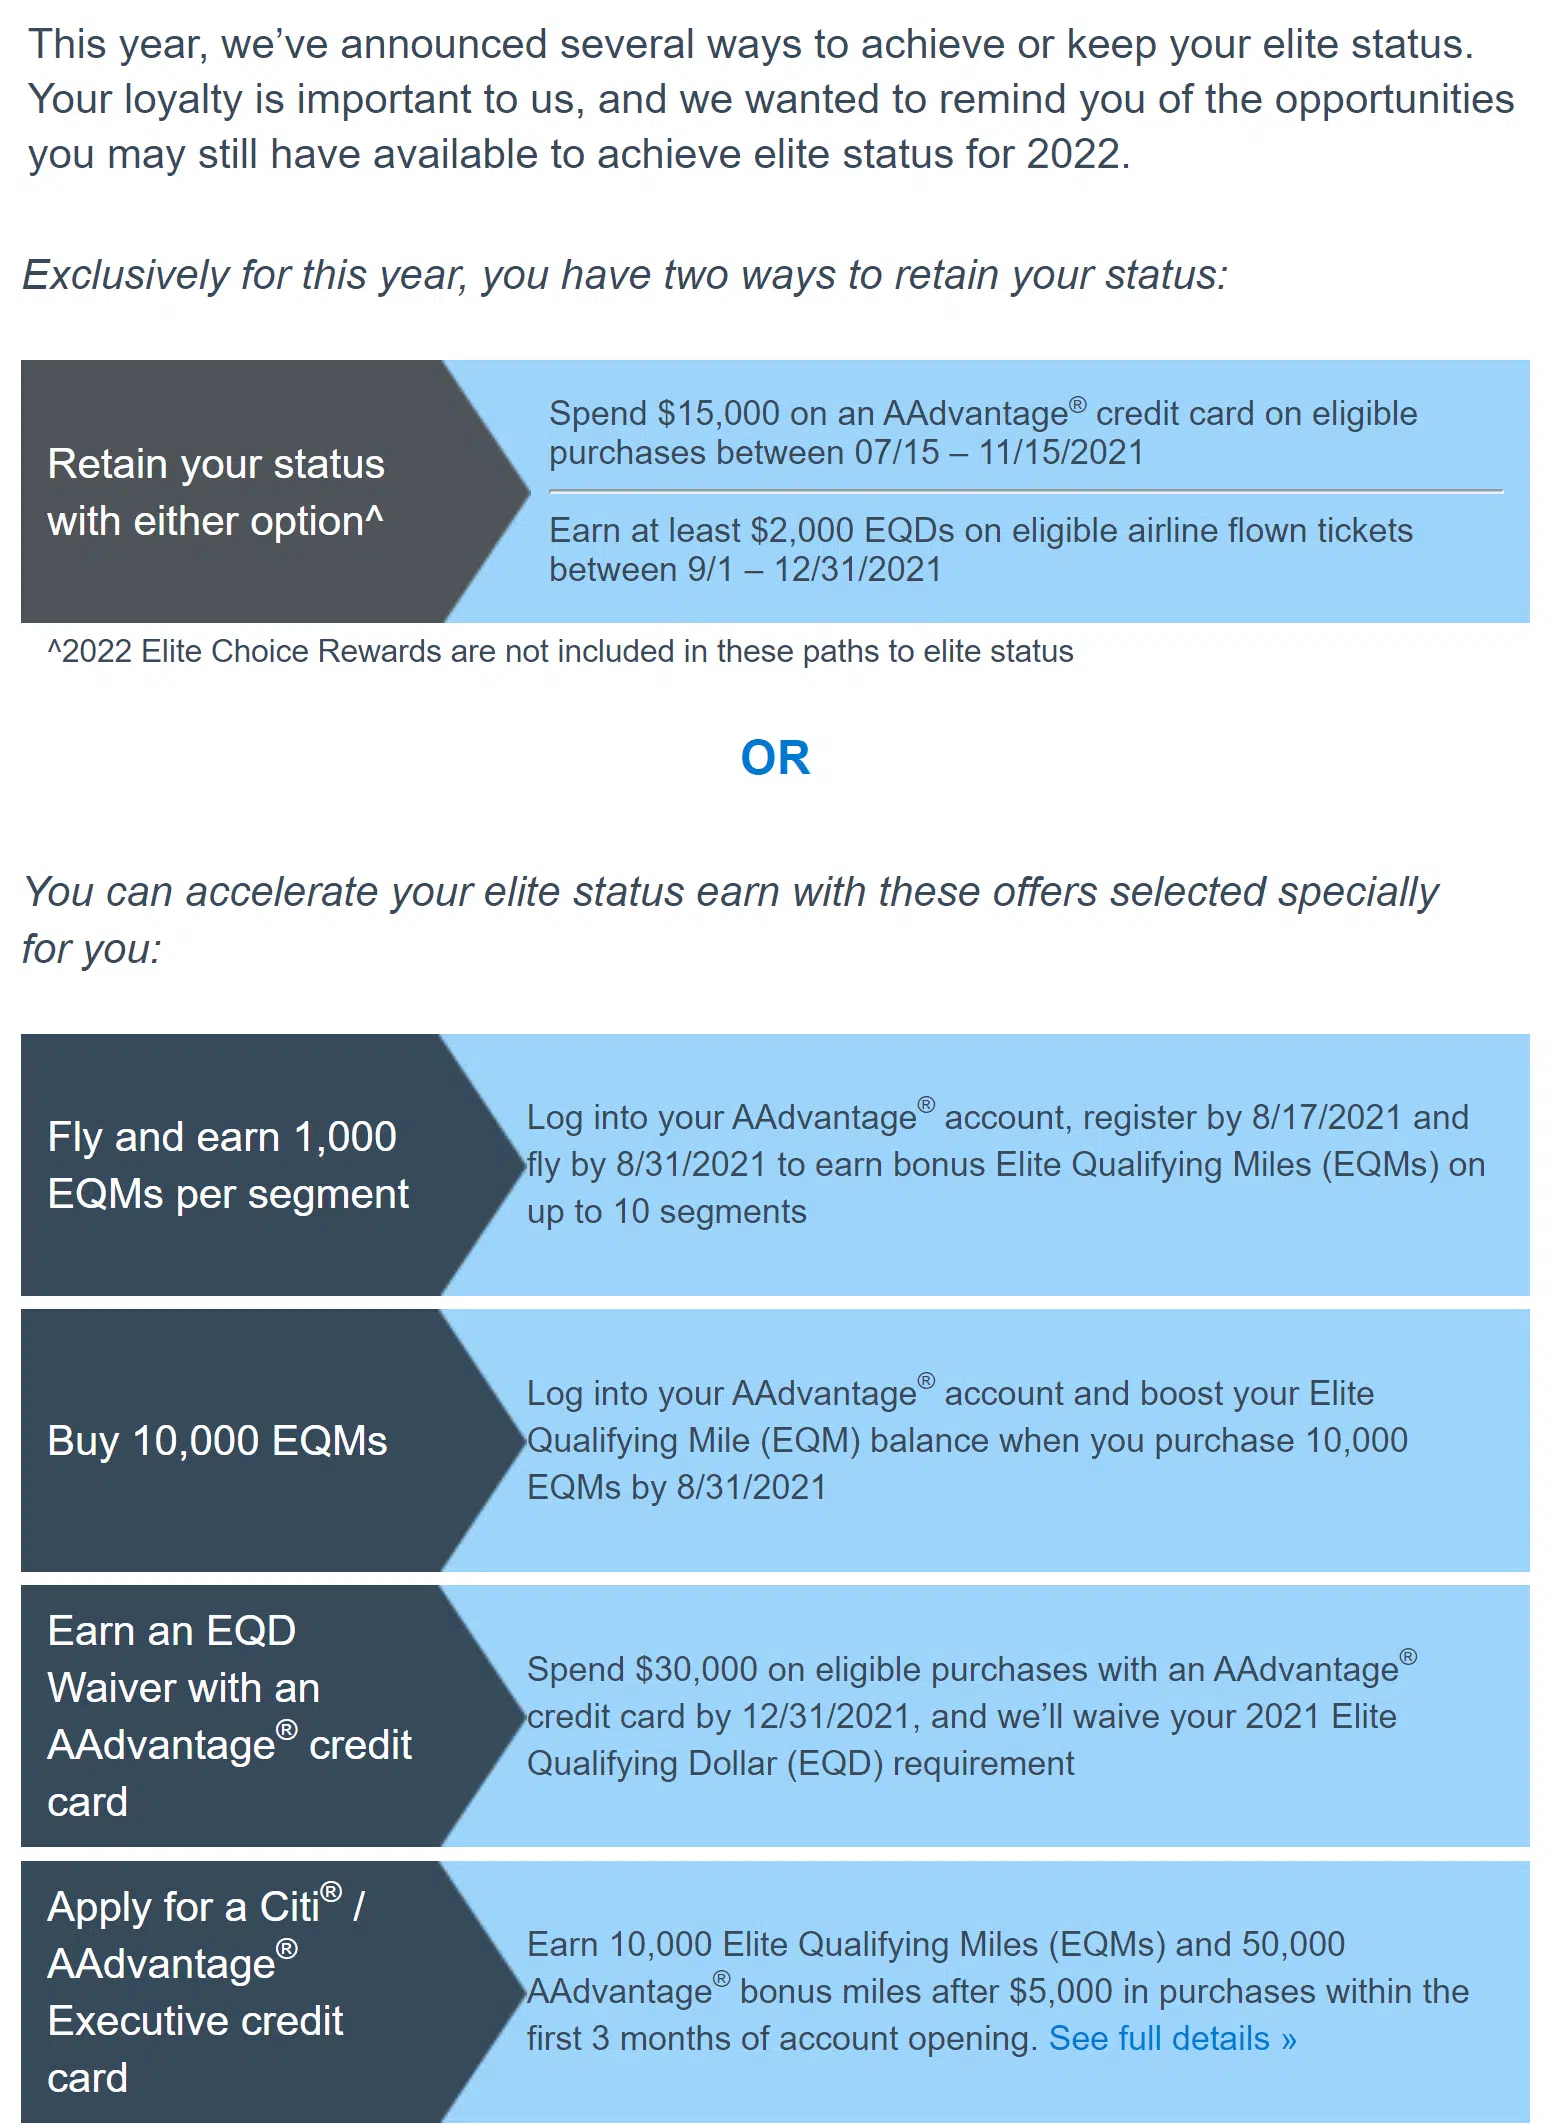 This year, we’ve announced several ways to achieve or keep your elite status.
Your loyalty is important to us, and we wanted to remind you of the opportunities
you may still have available to achieve elite status for 2022.
Exclusively for this year, you have two ways to retain your status:
Retain your status
with either option^
Spend $15,000 on an AAdvantage® credit card on eligible
purchases between 07/15 – 11/15/2021
Earn at least $2,000 EQDs on eligible airline flown tickets
between 9/1 – 12/31/2021
^2022 Elite Choice Rewards are not included in these paths to elite status
OR
You can accelerate your elite status earn with these offers selected specially
for you:
Fly and earn 1,000
EQMs per segment
Log into your AAdvantage® account, register by 8/17/2021 and
fly by 8/31/2021 to earn bonus Elite Qualifying Miles (EQMs) on
up to 10 segments
Buy 10,000 EQMs
Log into your AAdvantage® account and boost your Elite
Qualifying Mile (EQM) balance when you purchase 10,000
EQMs by 8/31/2021
Earn an EQD
Waiver with an
AAdvantage® credit
card
Spend $30,000 on eligible purchases with an AAdvantage®
credit card by 12/31/2021, and we’ll waive your 2021 Elite
Qualifying Dollar (EQD) requirement
Apply for a Citi® /
AAdvantage®
Executive credit
card
Earn 10,000 Elite Qualifying Miles (EQMs) and 50,000
AAdvantage® bonus miles after $5,000 in purchases within the
first 3 months of account opening. See full details »